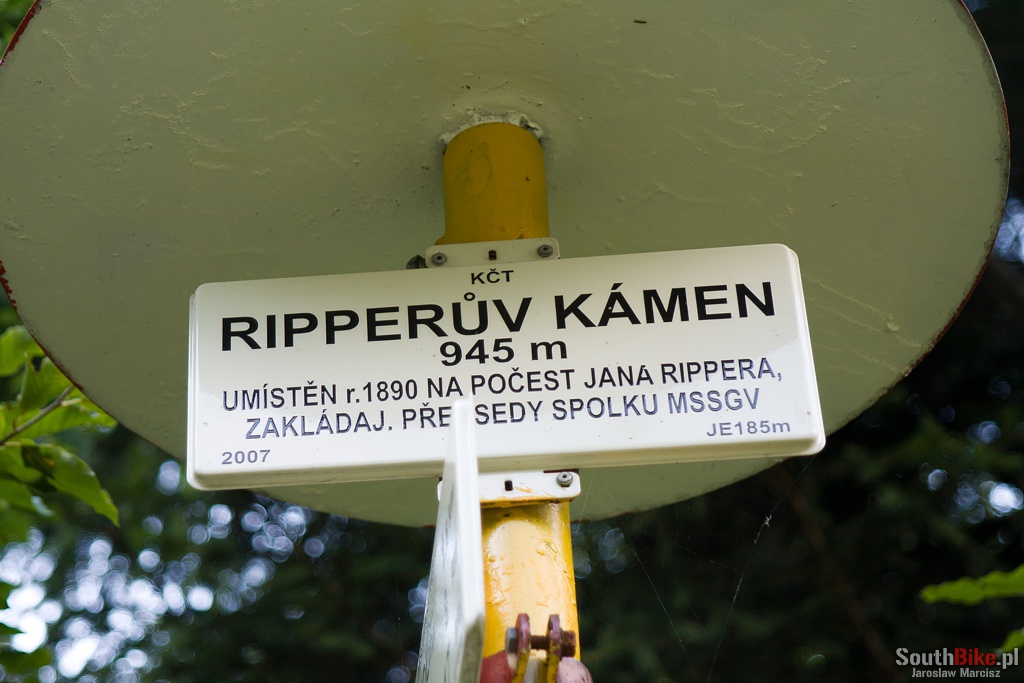 KČT
RIPPERŮV KÁMEN
945 m
UMÍSTĚN r.1890 NA POČEST JANA RIPPERA,
ZAKLÁDAJ. PŘEDSEDY SPOLKU MSSGV
2007 JE185m
SouthBike.pl
Jaroslaw Marcisz